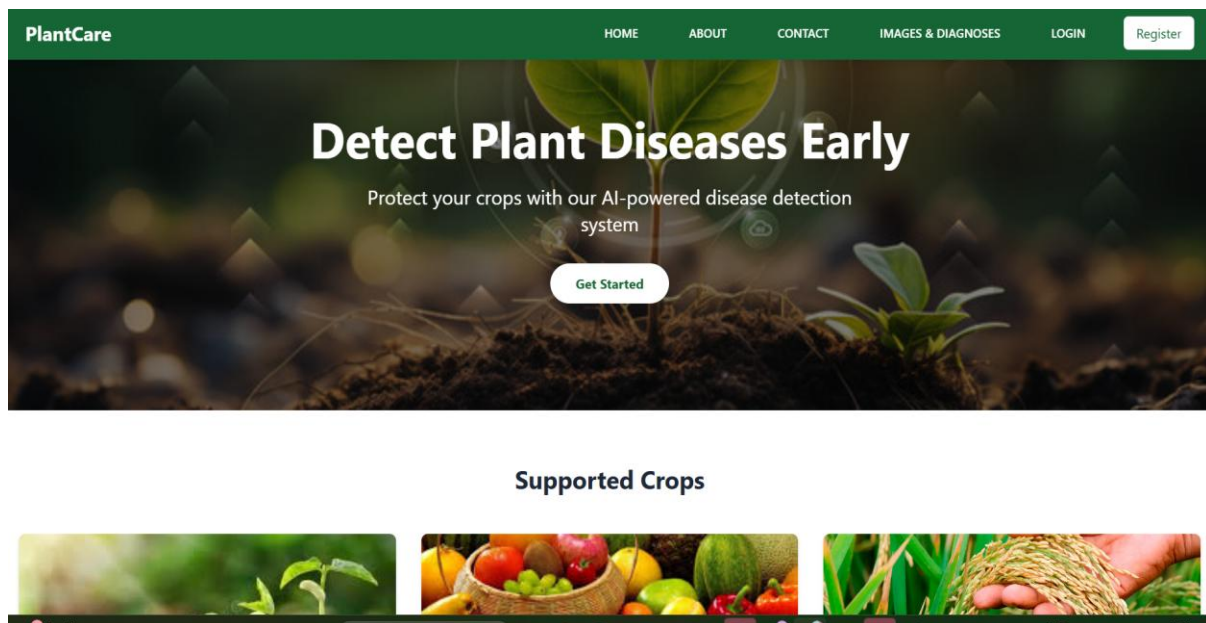 PlantCare
HOME ABOUT CONTACT IMAGES & DIAGNOSES LOGIN Register
Detect Plant Diseases Early
Protect your crops with our AI-powered disease detection
system
Get Started
Supported Crops